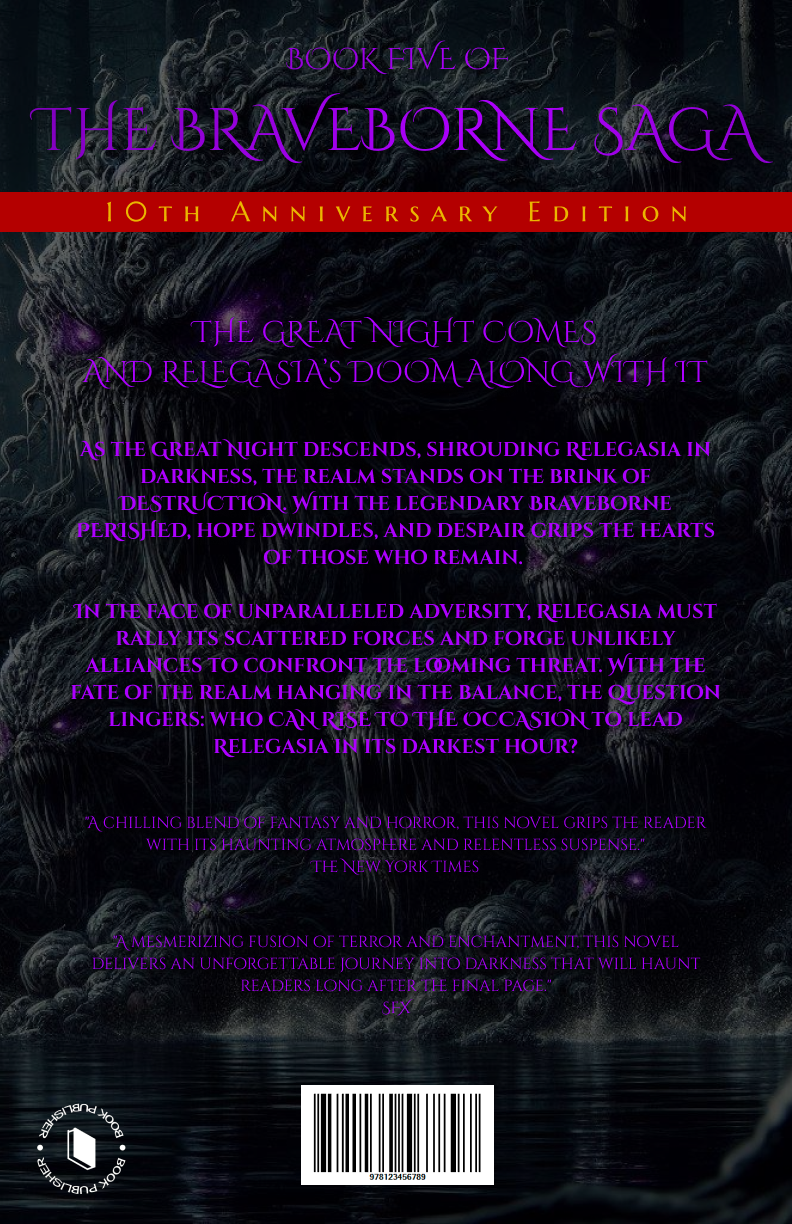 BOOK FIVE OF
THE BRAVEBORNE SAGA
10th Anniversary Edition
THE GREAT NIGHT COMES
AND RELEGASIA'S DOOM ALONG WITH IT
As the Great Night descends, shrouding Relegasia in
darkness, the realm stands on the brink of
DESTRUCTION. With the legendary Braveborne
PERISHED, hope dwindles, and despair grips the hearts
of those who remain.
In the face of unparalleled adversity, Relegasia must
rally its scattered forces and forge unlikely
alliances to confront the looming threat. With the
fate of the realm hanging in the balance, the question
lingers: who CAN RISE TO THE OCCASION to lead
Relegasia in its darkest hour?
"A chilling blend of fantasy and horror, this novel grips the reader
with its haunting atmosphere and relentless suspense."
The New York Times
"A mesmerizing fusion of terror and enchantment, this novel
delivers an unforgettable journey into darkness that will haunt
readers long after the final page."
SFX
BOOK PUBLISHER
BOOK PUBLISHER
978123456789